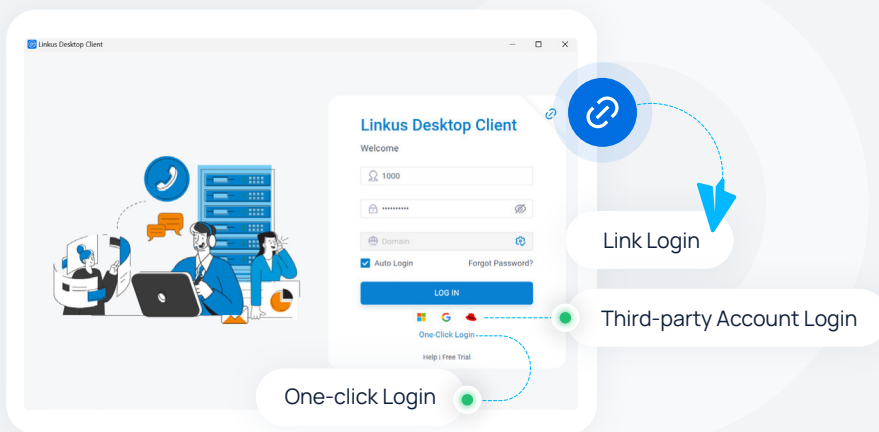 Linkus Desktop Client
Linkus Desktop Client
Welcome
1000
••••••••••
Domain
Auto Login
Forgot Password?
LOG IN
One-Click Login
Help | Free Trial
Link Login
Third-party Account Login
One-click Login